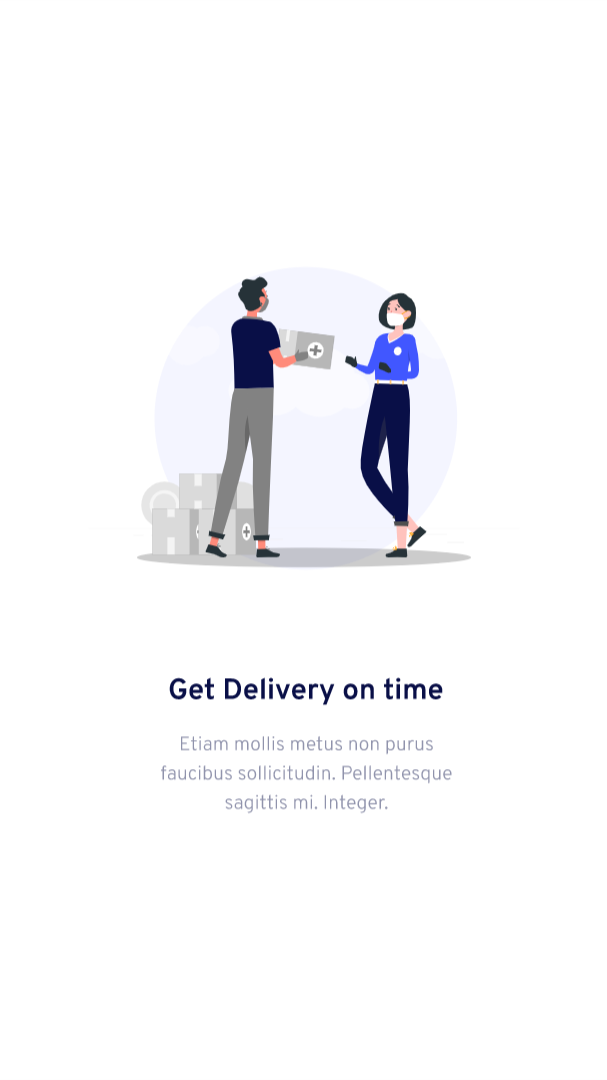 Get Delivery on time
Etiam mollis metus non purus
faucibus sollicitudin. Pellentesque
sagittis mi. Integer.